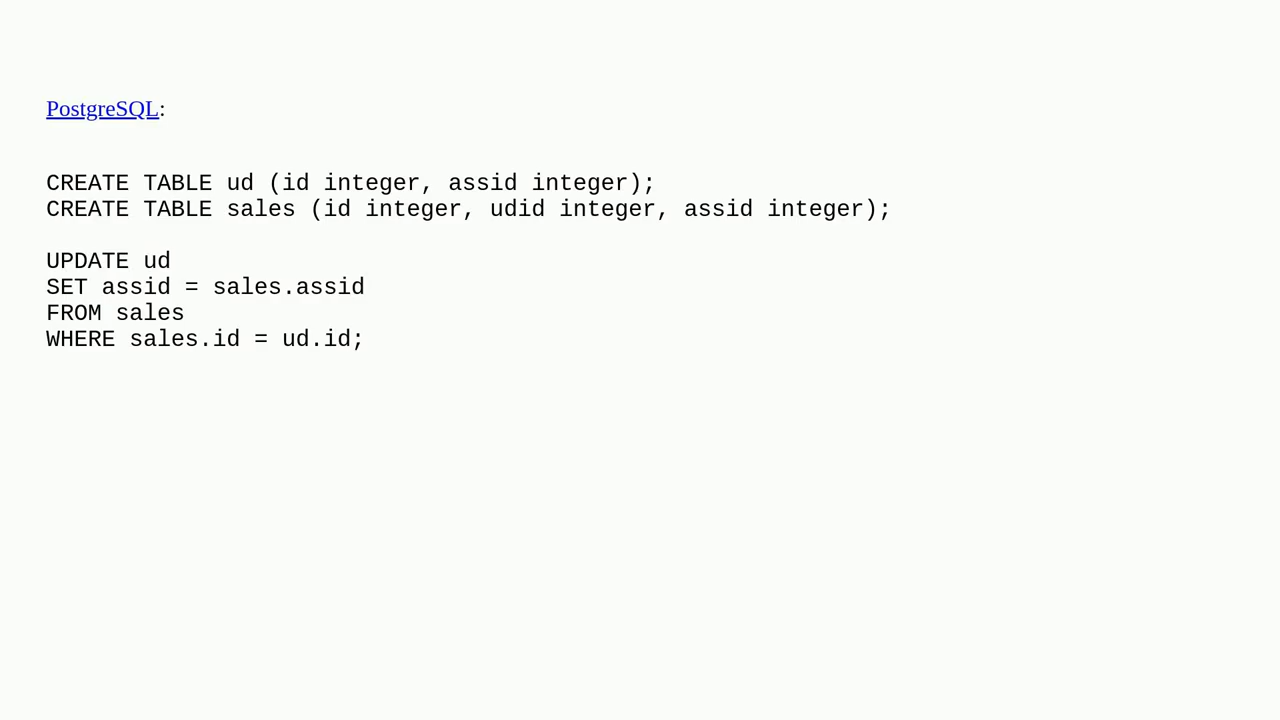 PostgreSQL:
CREATE TABLE ud (id integer, assid integer);
CREATE TABLE sales (id integer, udid integer, assid integer);
UPDATE ud
SET assid = sales.assid
FROM sales
WHERE sales.id = ud.id;